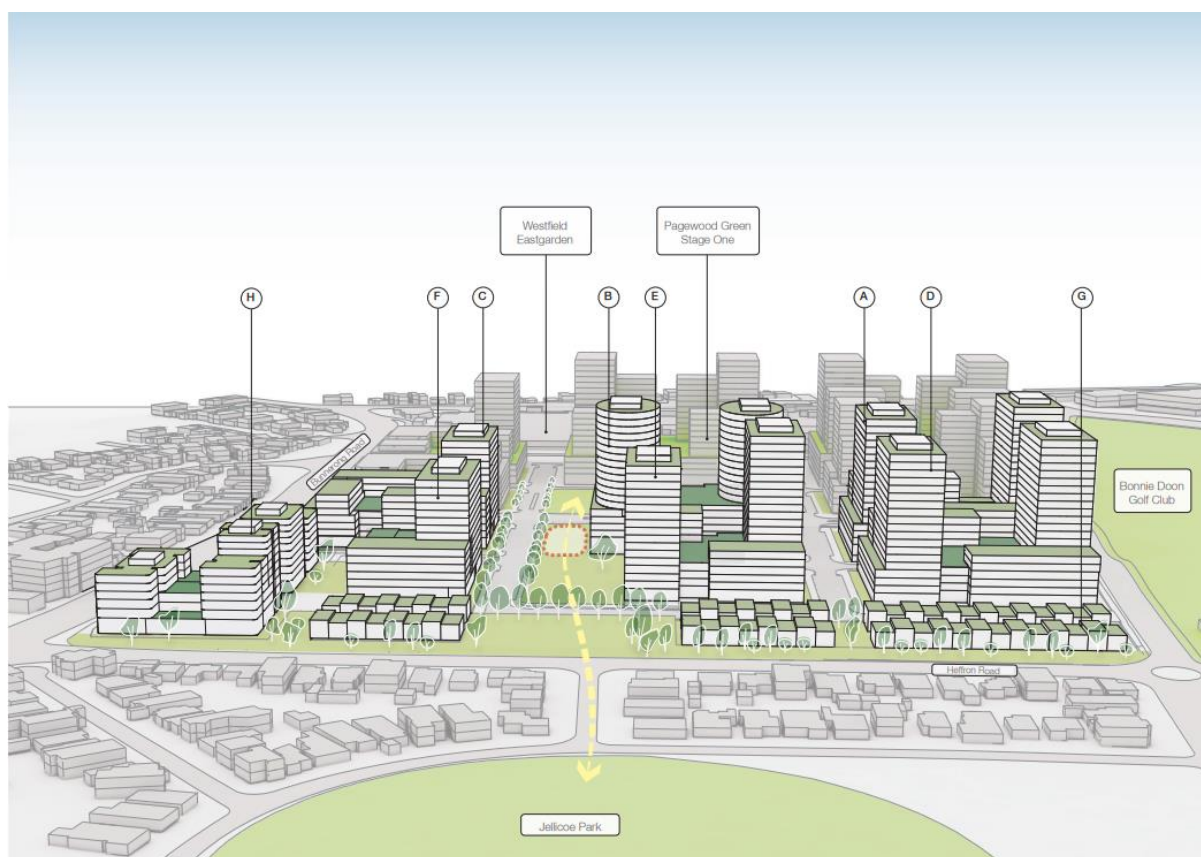 Westfield
Eastgarden
Pagewood Green
Stage One
H
F
C
B
E
A
D
G
Bunnerong Road
Bonnie Doon
Golf Club
Heffron Road
Jellicoe Park